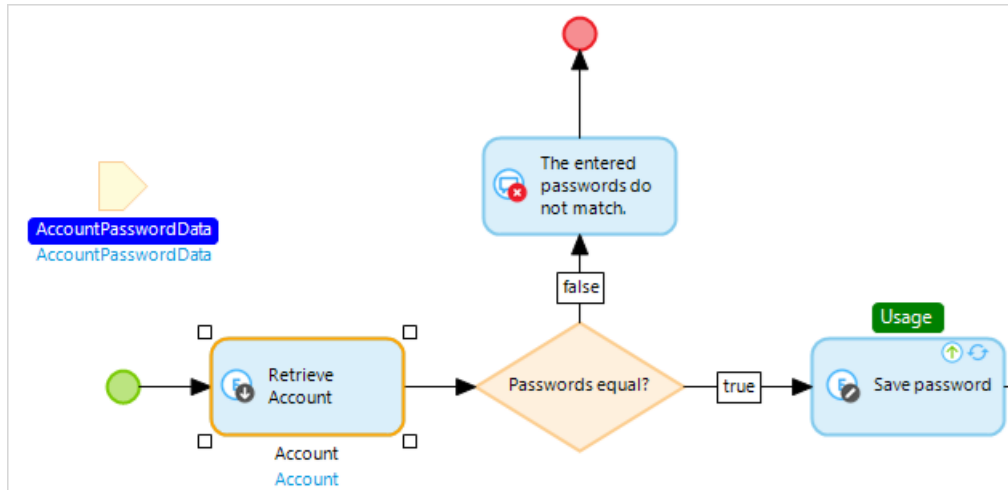 The entered
passwords do
not match.
AccountPasswordData
AccountPasswordData
false
Usage
Retrieve
Account
Passwords equal?
true
Save password
Account
Account